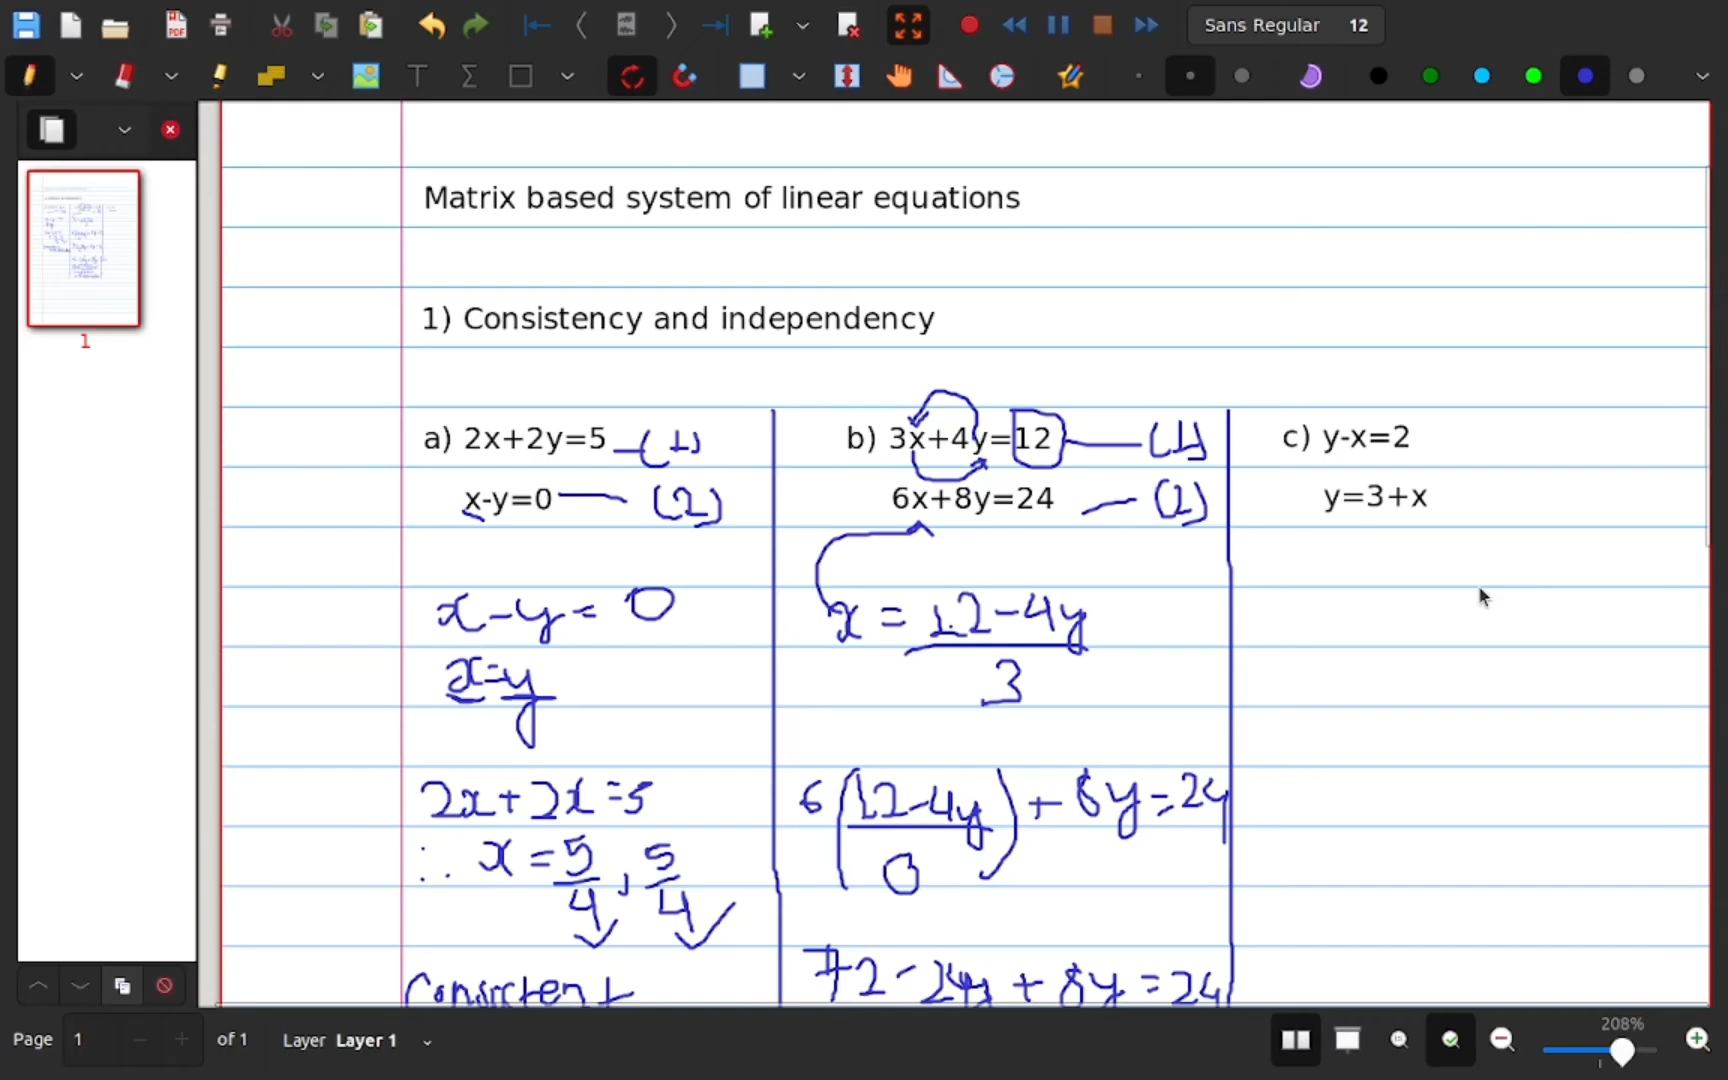 Sans Regular 12
Matrix based system of linear equations
1) Consistency and independency
a) 2x+2y=5 —(1)
x-y=0 — (2)
x-y= 0
x=y
2x+2x=5
∴ x=5/4, 5/4
Consistent
b) 3x+4y=12 — (1)
6x+8y=24 — (2)
x = 12-4y
3
6(12-4y) + 8y=24
72-24y + 8y=24
c) y-x=2
y=3+x
1
Page 1 of 1 Layer Layer 1
208%